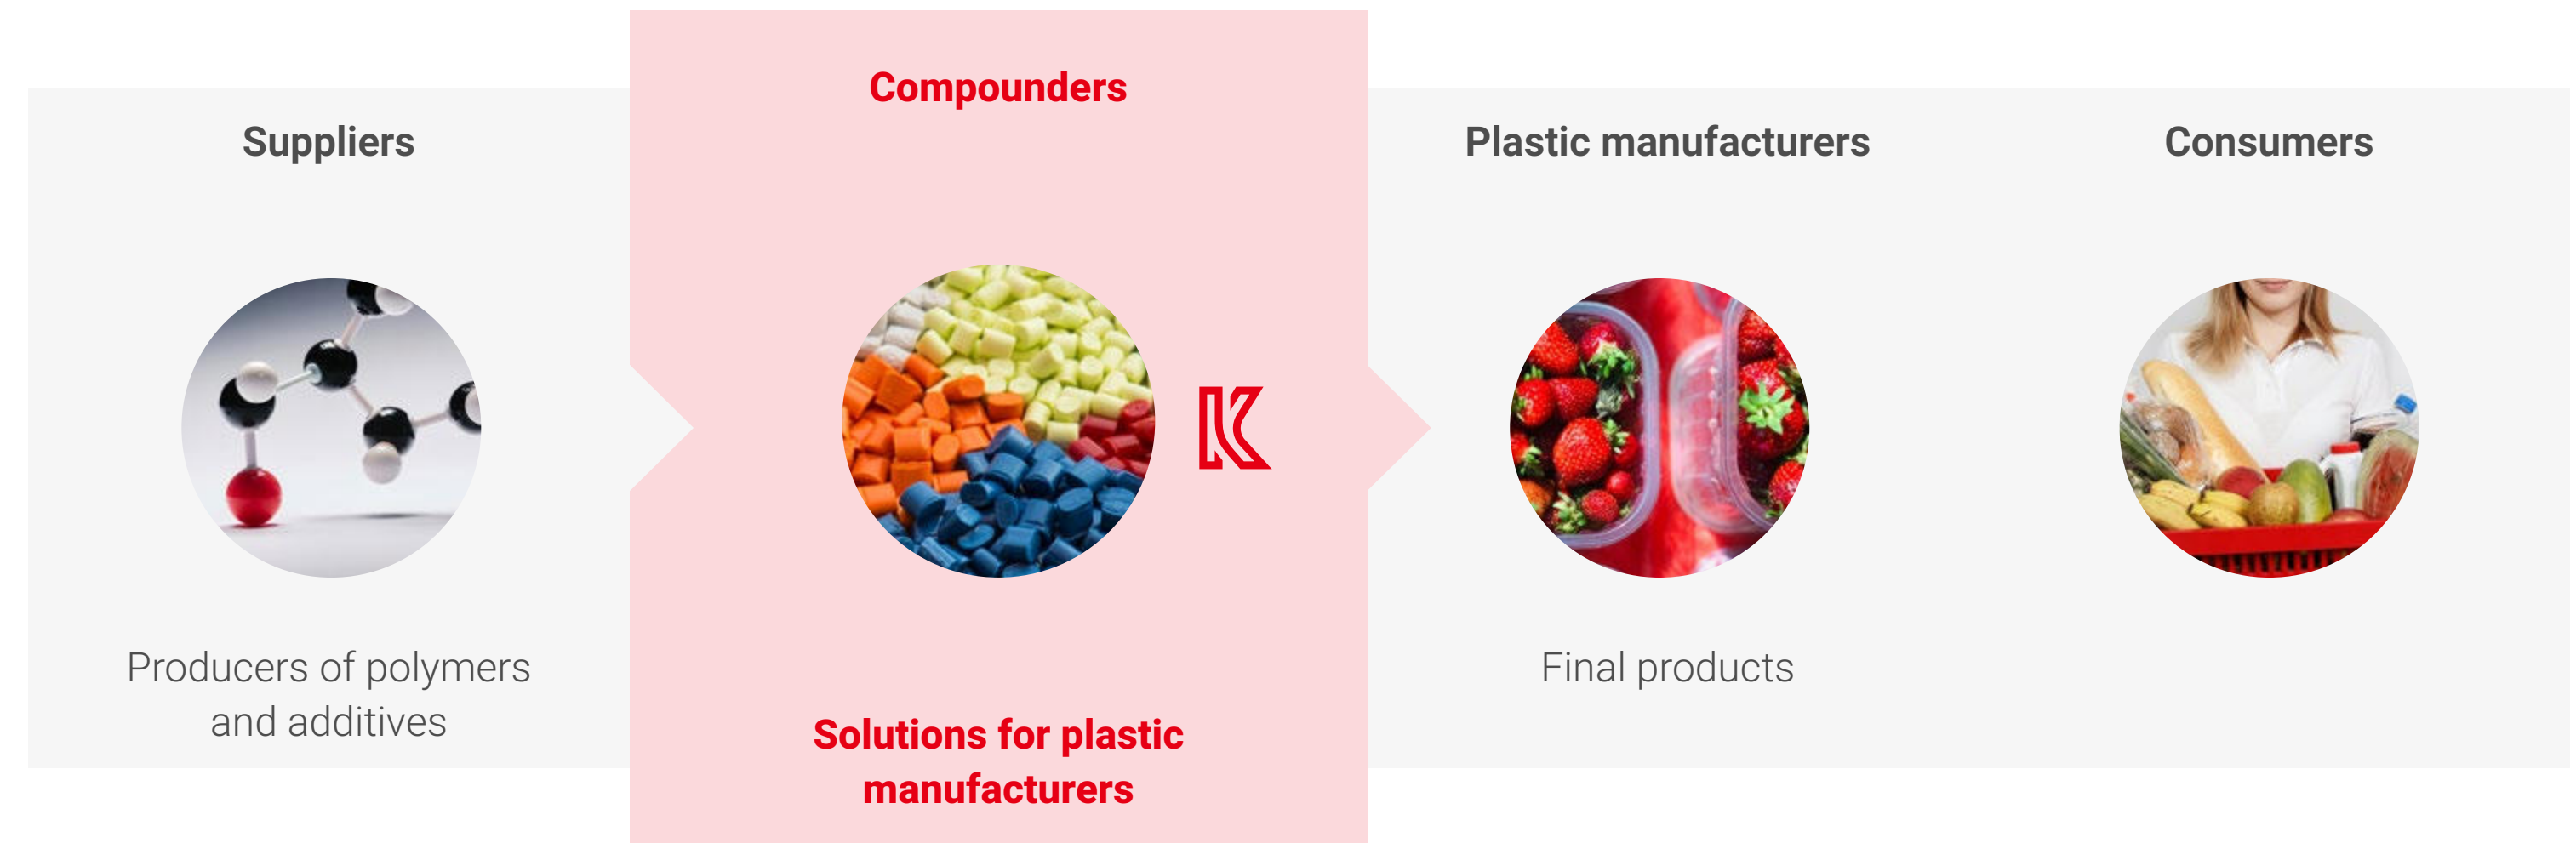 Suppliers
Compounders
Plastic manufacturers
Consumers
Producers of polymers
and additives
Solutions for plastic
manufacturers
Final products